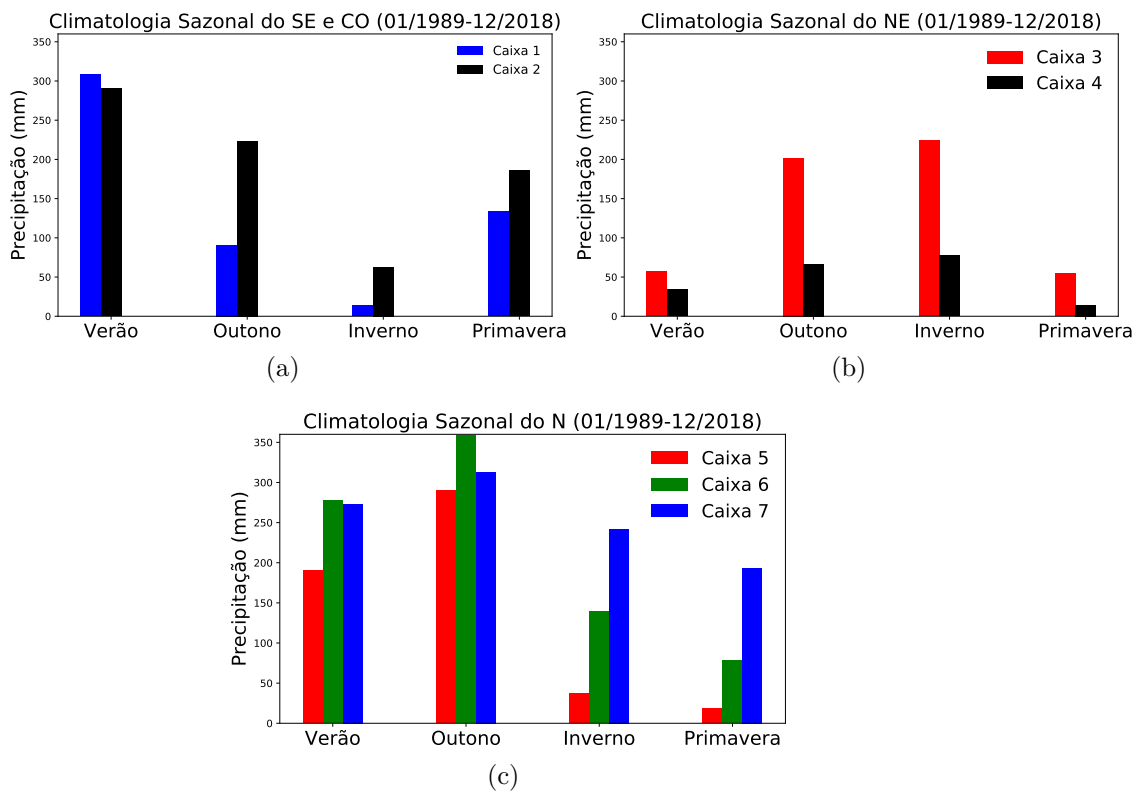 Climatologia Sazonal do SE e CO (01/1989-12/2018)
Precipitação (mm)
350
300
250
200
150
100
50
0
Caixa 1
Caixa 2
Verão Outono Inverno Primavera
(a)
Climatologia Sazonal do NE (01/1989-12/2018)
Precipitação (mm)
350
300
250
200
150
100
50
0
Caixa 3
Caixa 4
Verão Outono Inverno Primavera
(b)
Climatologia Sazonal do N (01/1989-12/2018)
Precipitação (mm)
350
300
250
200
150
100
50
0
Caixa 5
Caixa 6
Caixa 7
Verão Outono Inverno Primavera
(c)